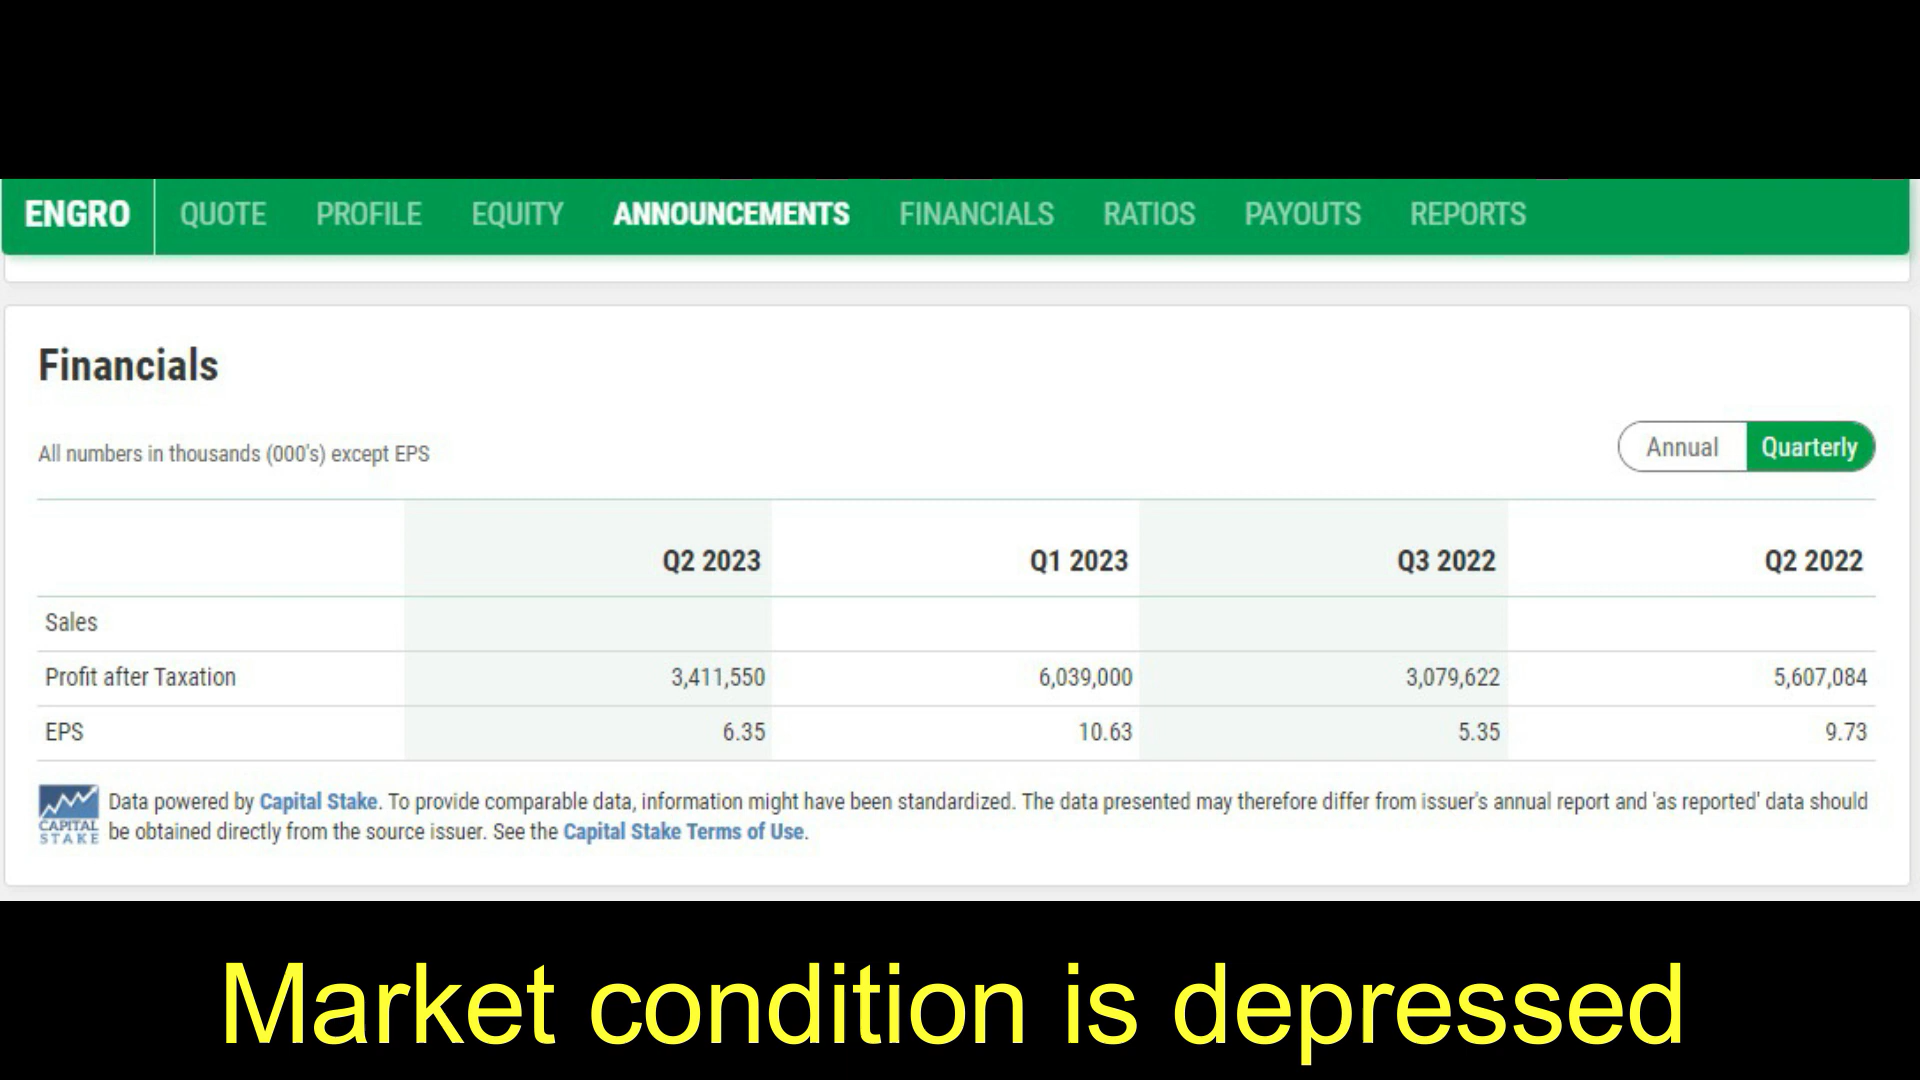 ENGRO QUOTE PROFILE EQUITY ANNOUNCEMENTS FINANCIALS RATIOS PAYOUTS REPORTS
Financials
All numbers in thousands (000's) except EPS
Annual Quarterly
Q2 2023 Q1 2023 Q3 2022 Q2 2022
Sales
Profit after Taxation 3,411,550 6,039,000 3,079,622 5,607,084
EPS 6.35 10.63 5.35 9.73
CAPITAL
STAKE
Data powered by Capital Stake. To provide comparable data, information might have been standardized. The data presented may therefore differ from issuer's annual report and 'as reported' data should
be obtained directly from the source issuer. See the Capital Stake Terms of Use.
Market condition is depressed